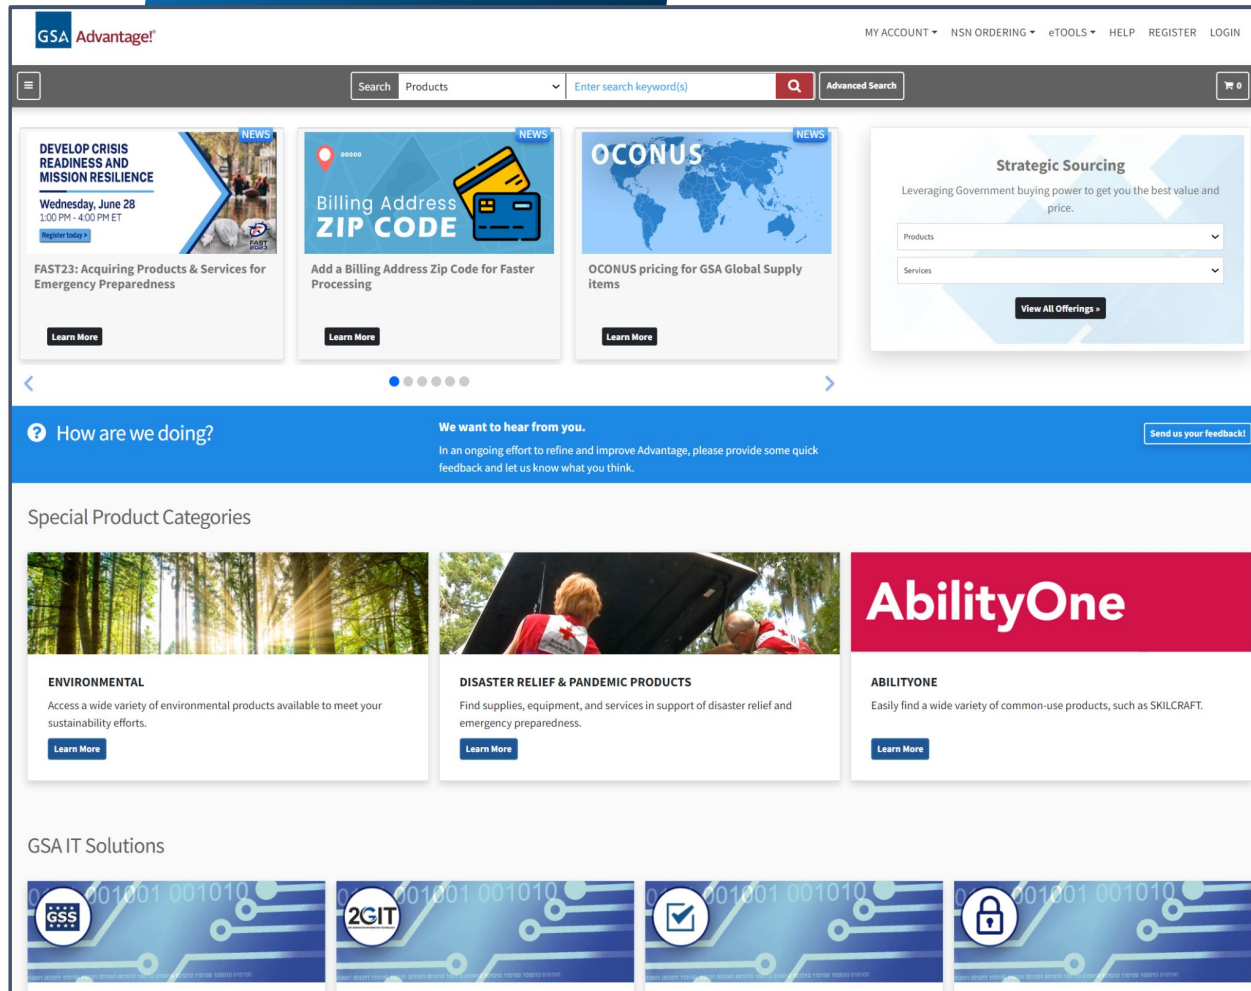 GSA Advantage!®
MY ACCOUNT
NSN ORDERING
eTOOLS
HELP
REGISTER
LOGIN
Search
Products
Enter search keyword(s)
Advanced Search
0
NEWS
DEVELOP CRISIS
READINESS AND
MISSION RESILIENCE
Wednesday, June 28
1:00 PM - 4:00 PM ET
Register today >
FAST
2023
FAST23: Acquiring Products & Services for
Emergency Preparedness
Learn More
NEWS
Billing Address
ZIP CODE
Add a Billing Address Zip Code for Faster
Processing
Learn More
NEWS
OCONUS
OCONUS pricing for GSA Global Supply
items
Learn More
Strategic Sourcing
Leveraging Government buying power to get you the best value and
price.
Products
Services
View All Offerings »
How are we doing?
We want to hear from you.
In an ongoing effort to refine and improve Advantage, please provide some quick
feedback and let us know what you think.
Send us your feedback!
Special Product Categories
ENVIRONMENTAL
Access a wide variety of environmental products available to meet your
sustainability efforts.
Learn More
DISASTER RELIEF & PANDEMIC PRODUCTS
Find supplies, equipment, and services in support of disaster relief and
emergency preparedness.
Learn More
AbilityOne
ABILITYONE
Easily find a wide variety of common-use products, such as SKILCRAFT.
Learn More
GSA IT Solutions
GSS
2GIT